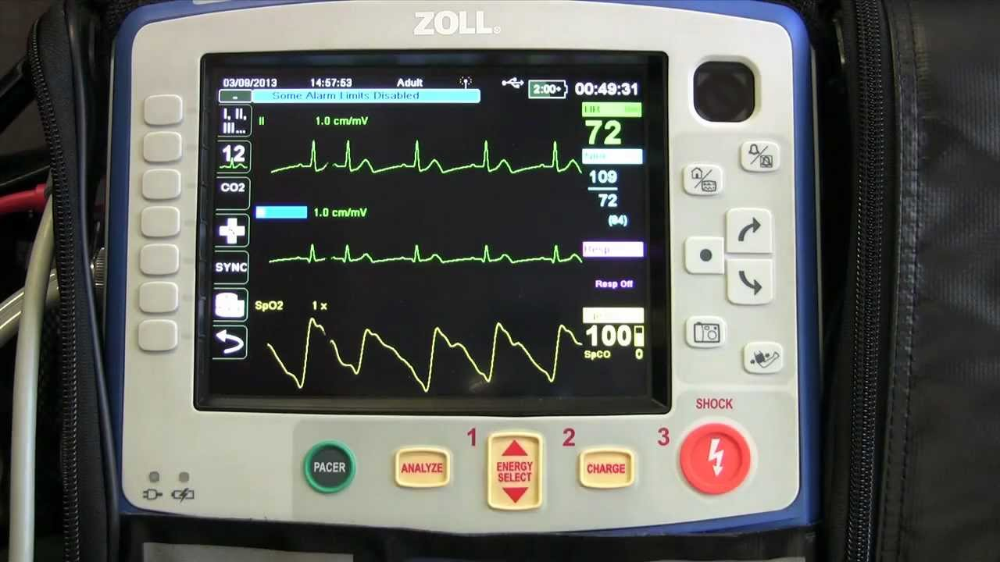 ZOLL®
03/09/2013 14:57:53 Adult 2:00+ 00:49:31
- Some Alarm Limits Disabled
I, II,
III...
II 1.0 cm/mV
HR
72
12
NIBP
109
72
(84)
CO2
1.0 cm/mV
Resp
SYNC
Resp Off
SpO2 1 x
100
SpCO 0
SHOCK
1 2 3
PACER
ANALYZE
ENERGY
SELECT
CHARGE